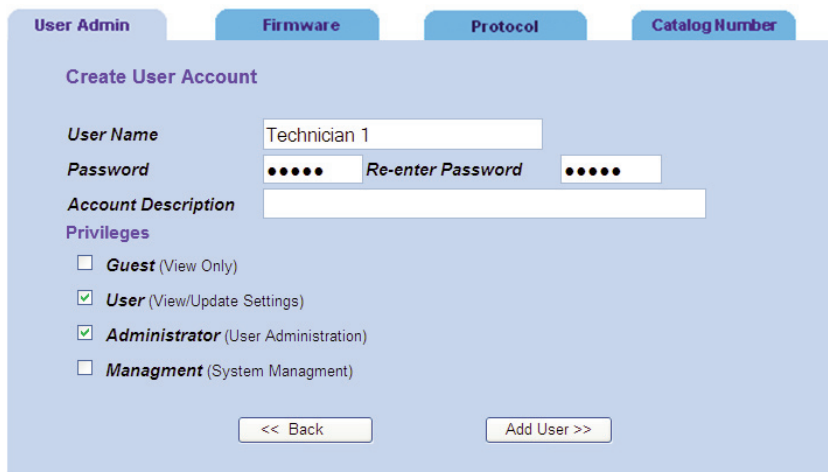 User Admin Firmware Protocol Catalog Number
Create User Account
User Name Technician 1
Password ●●●●● Re-enter Password ●●●●●
Account Description
Privileges
Guest (View Only)
User (View/Update Settings)
Administrator (User Administration)
Managment (System Managment)
<< Back Add User >>